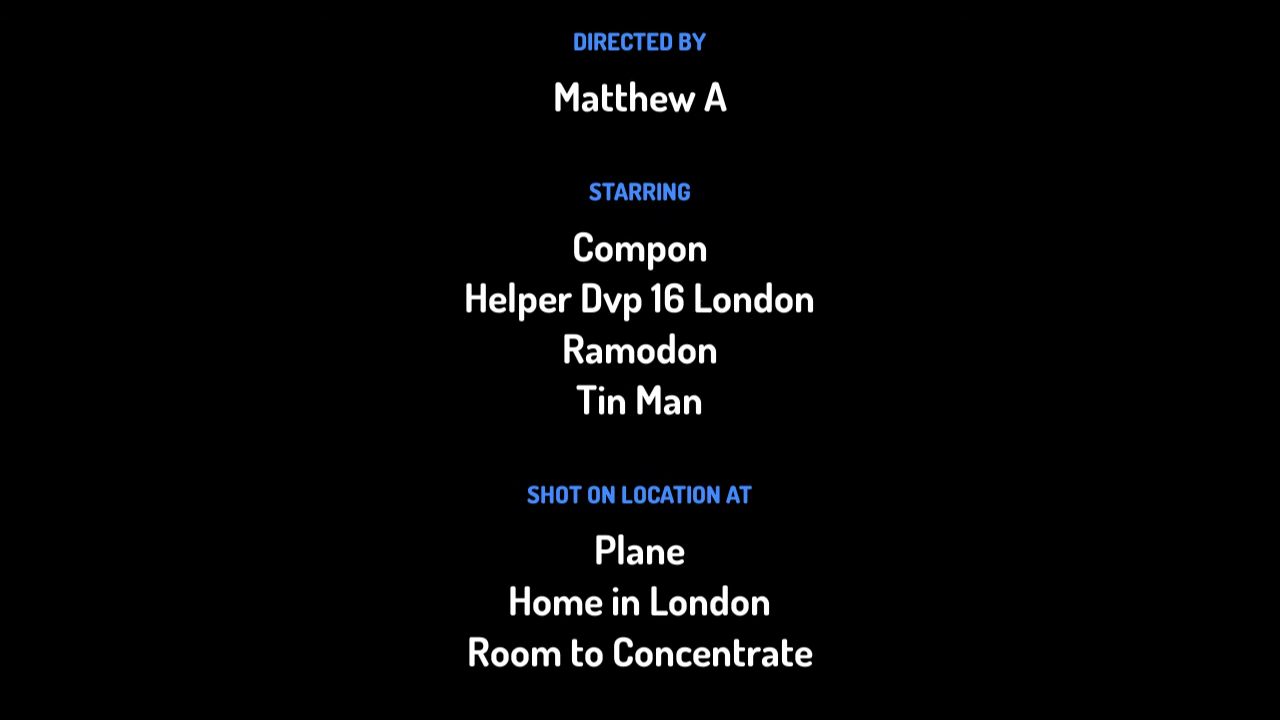 DIRECTED BY
Matthew A
STARRING
Compon
Helper Dvp 16 London
Ramodon
Tin Man
SHOT ON LOCATION AT
Plane
Home in London
Room to Concentrate